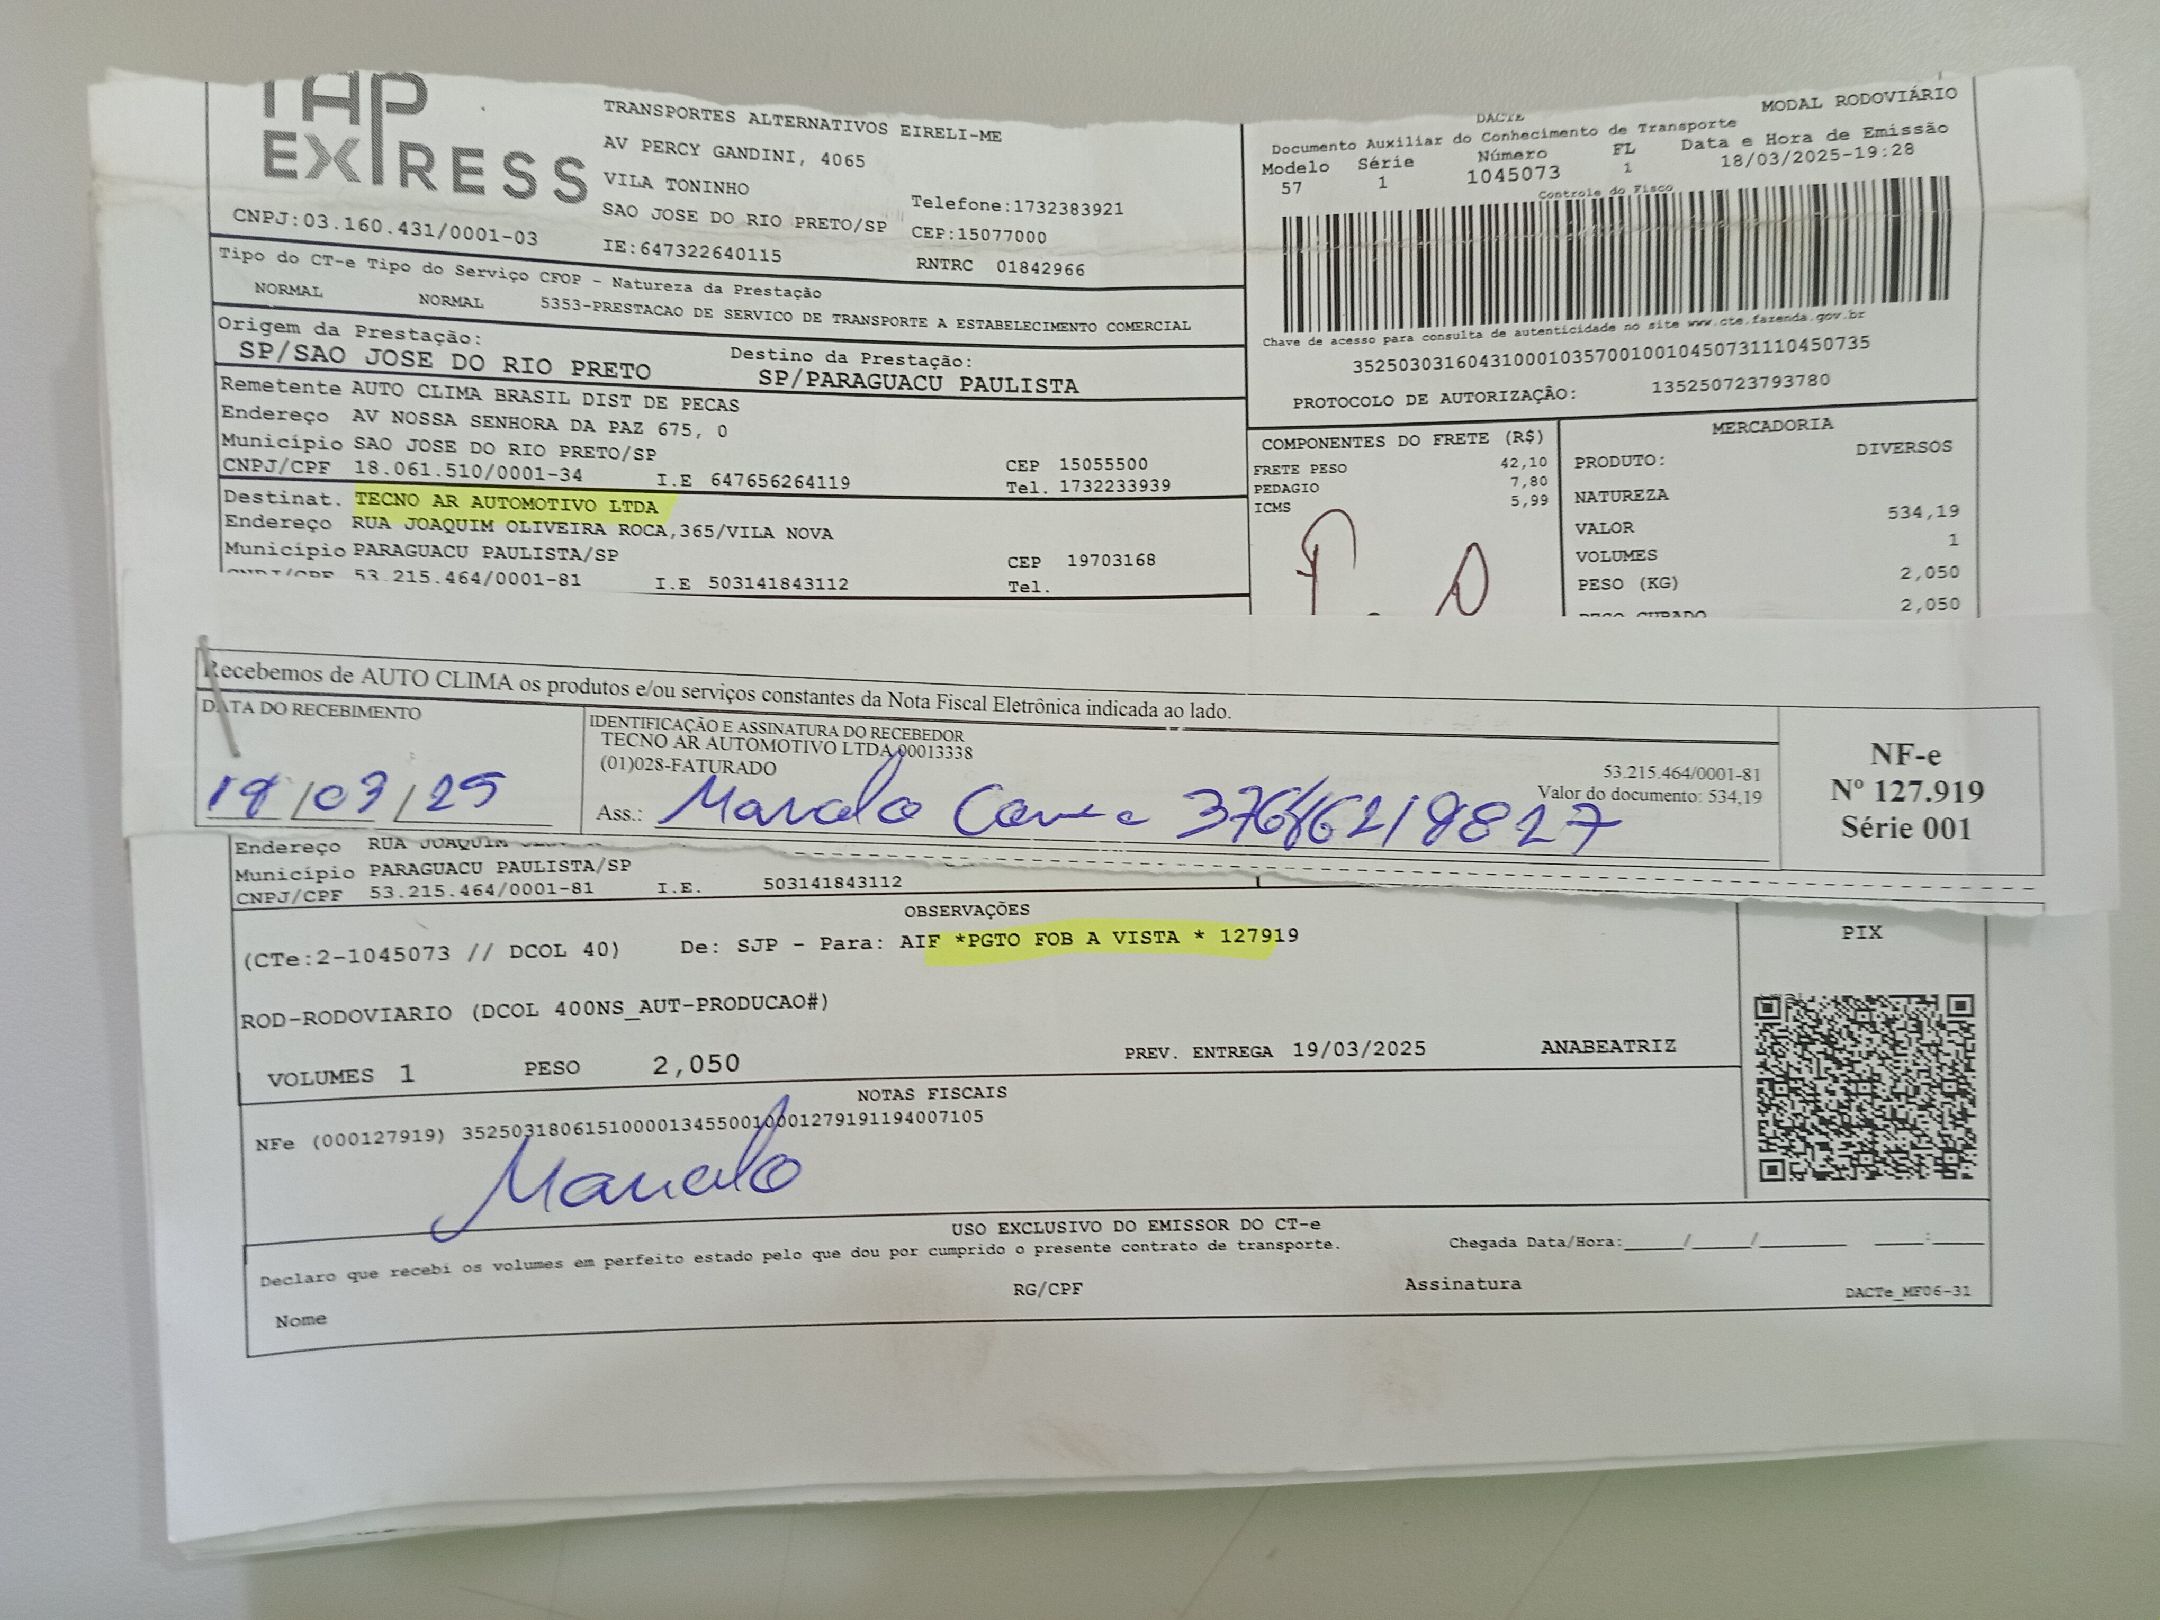 TAP
EXPRESS
TRANSPORTES ALTERNATIVOS EIRELI-ME
AV PERCY GANDINI, 4065
VILA TONINHO
SAO JOSE DO RIO PRETO/SP
IE:647322640115
Telefone:1732383921
CEP:15077000
RNTRC 01842966
CNPJ:03.160.431/0001-03
DACTE
MODAL RODOVIÁRIO
Documento Auxiliar do Conhecimento de Transporte
Modelo Série Número FL Data e Hora de Emissão
57 1 1045073 1 18/03/2025-19:28
Controle do Fisco
Chave de acesso para consulta de autenticidade no site www.cte.fazenda.gov.br
35250303160431000103570010010450731110450735
PROTOCOLO DE AUTORIZAÇÃO: 135250723793780
Tipo do CT-e Tipo do Serviço CFOP - Natureza da Prestação
NORMAL NORMAL 5353-PRESTACAO DE SERVICO DE TRANSPORTE A ESTABELECIMENTO COMERCIAL
Origem da Prestação:
SP/SAO JOSE DO RIO PRETO
Destino da Prestação:
SP/PARAGUACU PAULISTA
Remetente AUTO CLIMA BRASIL DIST DE PECAS
Endereço AV NOSSA SENHORA DA PAZ 675, 0
Município SAO JOSE DO RIO PRETO/SP CEP 15055500
CNPJ/CPF 18.061.510/0001-34 I.E 647656264119 Tel. 1732233939
Destinat. TECNO AR AUTOMOTIVO LTDA
Endereço RUA JOAQUIM OLIVEIRA ROCA,365/VILA NOVA
Município PARAGUACU PAULISTA/SP CEP 19703168
CNPJ/CPF 53.215.464/0001-81 I.E 503141843112 Tel.
COMPONENTES DO FRETE (R$)
FRETE PESO 42,10
PEDAGIO 7,80
ICMS 5,99
MERCADORIA
PRODUTO: DIVERSOS
NATUREZA
VALOR 534,19
VOLUMES 1
PESO (KG) 2,050
PESO CUBADO 2,050
Recebemos de AUTO CLIMA os produtos e/ou serviços constantes da Nota Fiscal Eletrônica indicada ao lado.
DATA DO RECEBIMENTO
IDENTIFICAÇÃO E ASSINATURA DO RECEBEDOR
TECNO AR AUTOMOTIVO LTDA 00013338
(01)028-FATURADO
53.215.464/0001-81
Valor do documento: 534,19
Ass.:
NF-e
Nº 127.919
Série 001
Endereço RUA JOAQUIM
Município PARAGUACU PAULISTA/SP
CNPJ/CPF 53.215.464/0001-81 I.E. 503141843112
OBSERVAÇÕES
(CTe:2-1045073 // DCOL 40) De: SJP - Para: AIF *PGTO FOB A VISTA * 127919
ROD-RODOVIARIO (DCOL 400NS_AUT-PRODUCAO#)
VOLUMES 1 PESO 2,050 PREV. ENTREGA 19/03/2025 ANABEATRIZ
PIX
NOTAS FISCAIS
NFe (000127919) 35250318061510000134550010001279191194007105
USO EXCLUSIVO DO EMISSOR DO CT-e
Declaro que recebi os volumes em perfeito estado pelo que dou por cumprido o presente contrato de transporte.
Chegada Data/Hora:____/____/______ ___:____
Nome RG/CPF Assinatura
DACTe_MF06-31